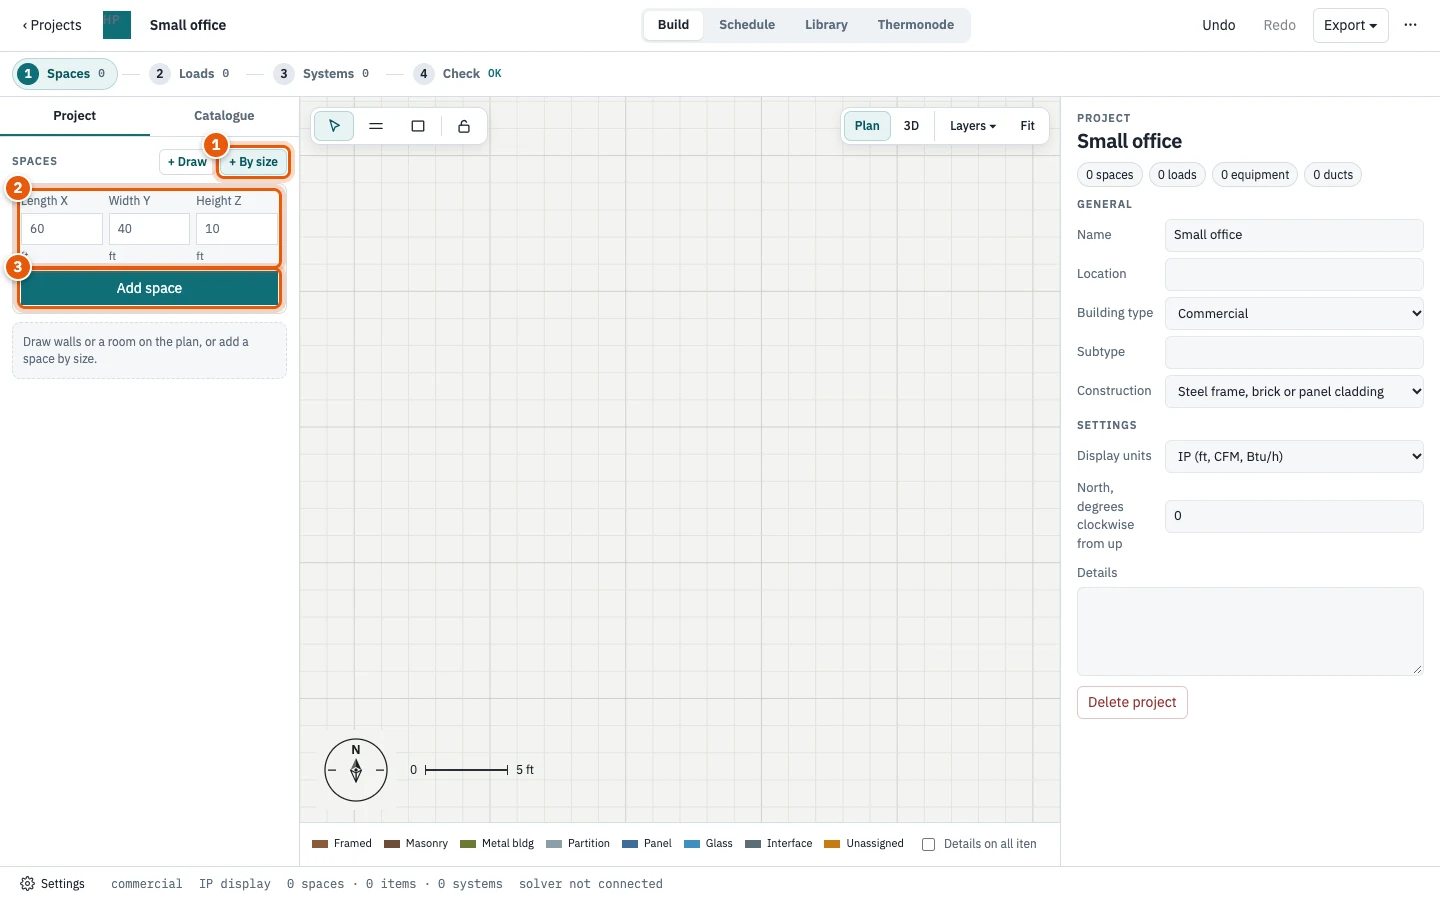 ‹ Projects
HP
Small office
Build
Schedule
Library
Thermonode
Undo
Redo
Export
1 Spaces 0
2 Loads 0
3 Systems 0
4 Check OK
Project
Catalogue
SPACES
+ Draw
1
+ By size
2
Length X
Width Y
Height Z
60
40
10
ft
ft
ft
3
Add space
Draw walls or a room on the plan, or add a
space by size.
Plan
3D
Layers
Fit
N
0
5 ft
Framed
Masonry
Metal bldg
Partition
Panel
Glass
Interface
Unassigned
Details on all iten
PROJECT
Small office
0 spaces
0 loads
0 equipment
0 ducts
GENERAL
Name
Small office
Location
Building type
Commercial
Subtype
Construction
Steel frame, brick or panel cladding
SETTINGS
Display units
IP (ft, CFM, Btu/h)
North,
degrees
clockwise
from up
0
Details
Delete project
Settings
commercial
IP display
0 spaces · 0 items · 0 systems
solver not connected